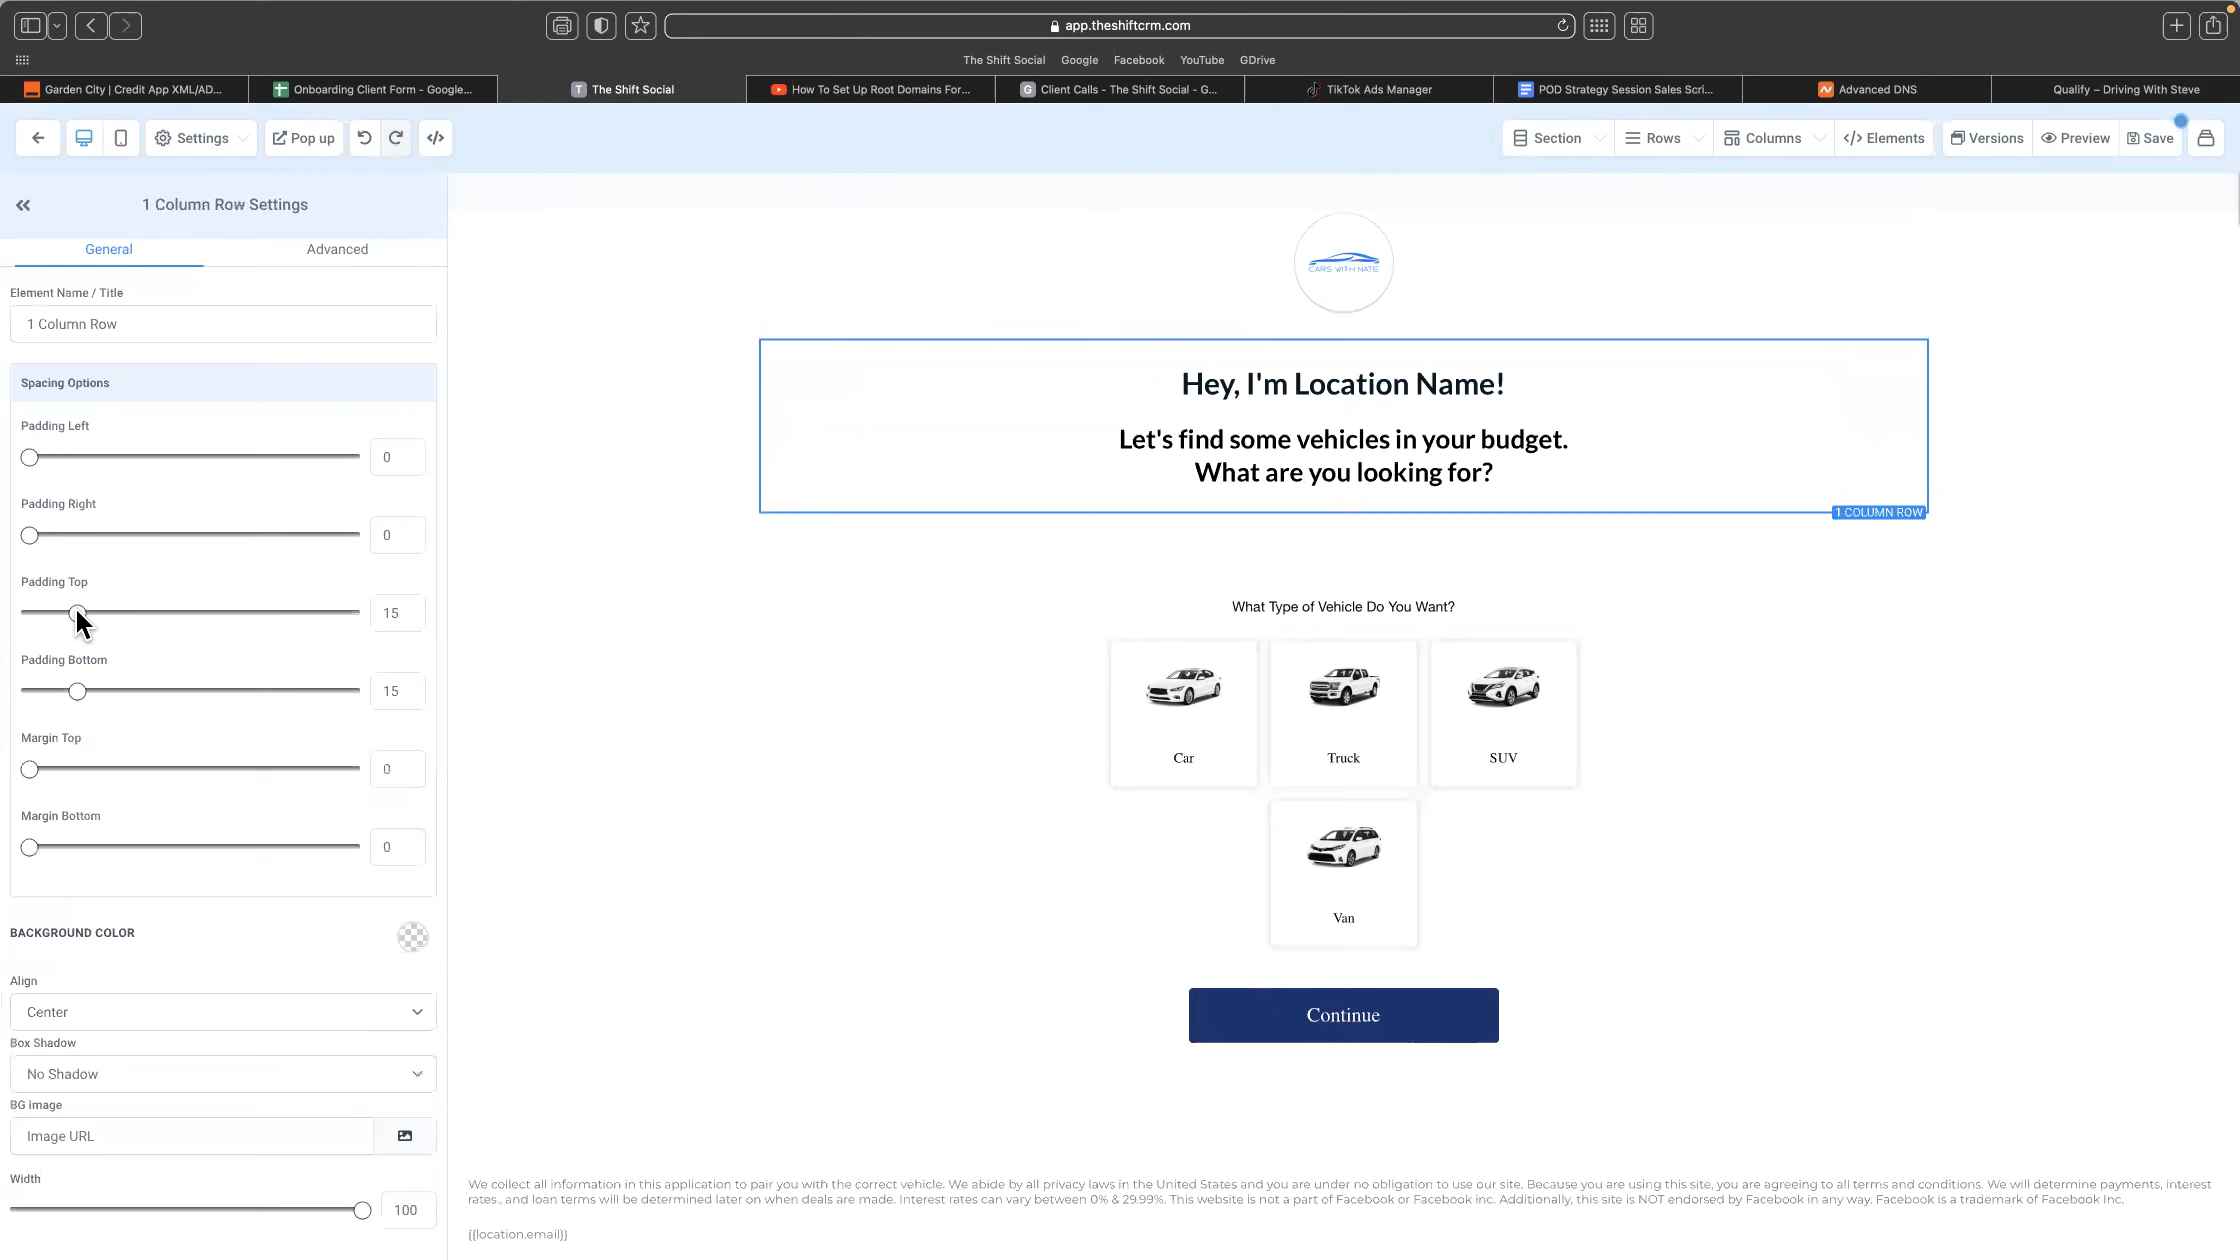 app.theshiftcrm.com
The Shift Social
Google
Facebook
YouTube
GDrive
Garden City | Credit App XML/AD...
Onboarding Client Form - Google...
T The Shift Social
How To Set Up Root Domains For...
G Client Calls - The Shift Social - G...
TikTok Ads Manager
POD Strategy Session Sales Scri...
Advanced DNS
Qualify – Driving With Steve
Settings
Pop up
Section
Rows
Columns
</> Elements
Versions
Preview
Save
1 Column Row Settings
General
Advanced
Element Name / Title
1 Column Row
Spacing Options
Padding Left
0
Padding Right
0
Padding Top
15
Padding Bottom
15
Margin Top
0
Margin Bottom
0
BACKGROUND COLOR
Align
Center
Box Shadow
No Shadow
BG image
Image URL
Width
100
CARS WITH NATE
Hey, I'm Location Name!
Let's find some vehicles in your budget.
What are you looking for?
1 COLUMN ROW
What Type of Vehicle Do You Want?
Car
Truck
SUV
Van
Continue
We collect all information in this application to pair you with the correct vehicle. We abide by all privacy laws in the United States and you are under no obligation to use our site. Because you are using this site, you are agreeing to all terms and conditions. We will determine payments, interest
rates., and loan terms will be determined later on when deals are made. Interest rates can vary between 0% & 29.99%. This website is not a part of Facebook or Facebook inc. Additionally, this site is NOT endorsed by Facebook in any way. Facebook is a trademark of Facebook Inc.
{{location.email}}